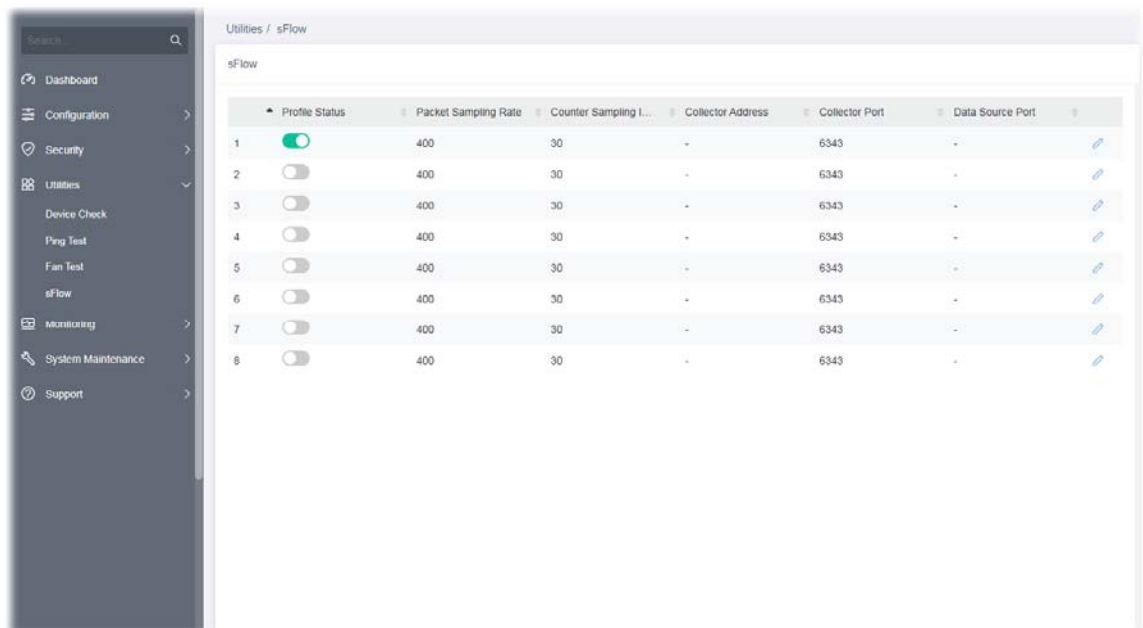 Search...
Dashboard
Configuration
Security
Utilities
Device Check
Ping Test
Fan Test
sFlow
Monitoring
System Maintenance
Support
Utilities / sFlow
sFlow
Profile Status Packet Sampling Rate Counter Sampling I... Collector Address Collector Port Data Source Port
1 400 30 - 6343 -
2 400 30 - 6343 -
3 400 30 - 6343 -
4 400 30 - 6343 -
5 400 30 - 6343 -
6 400 30 - 6343 -
7 400 30 - 6343 -
8 400 30 - 6343 -